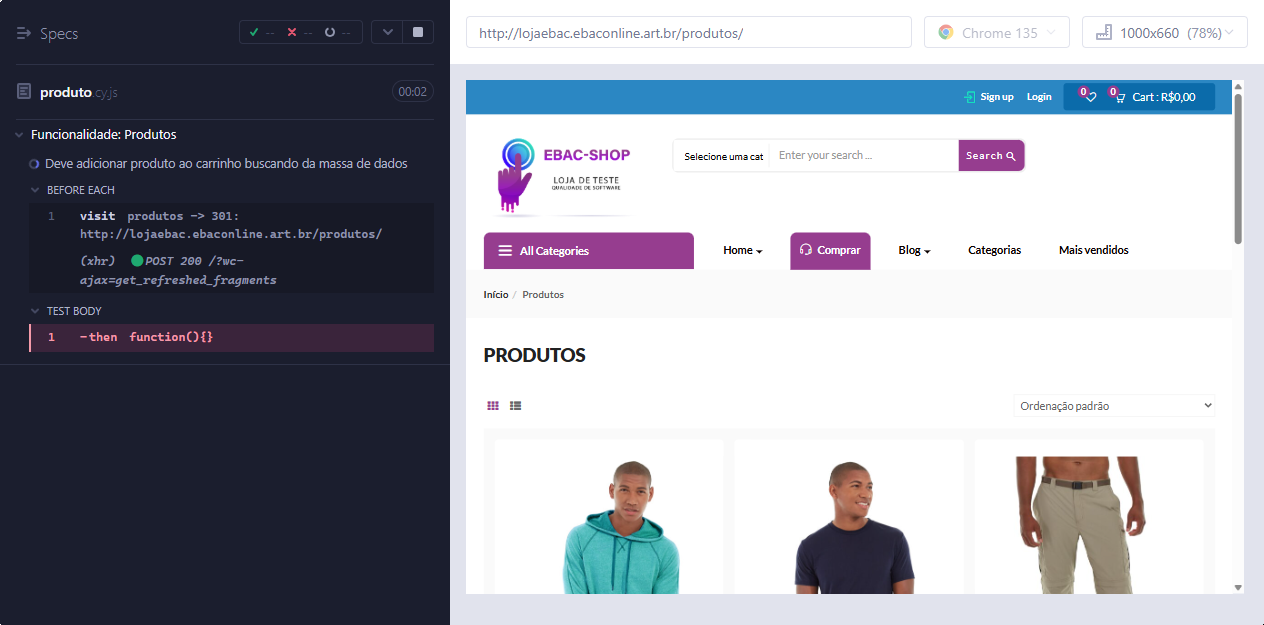 Specs
-- -- --
produto.cy.js
00:02
Funcionalidade: Produtos
Deve adicionar produto ao carrinho buscando da massa de dados
BEFORE EACH
1 visit produtos -> 301:
http://lojaebac.ebaconline.art.br/produtos/
(xhr) POST 200 /?wc-
ajax=get_refreshed_fragments
TEST BODY
1 -then function(){}
http://lojaebac.ebaconline.art.br/produtos/
Chrome 135
1000x660 (78%)
Sign up
Login
0
0
Cart : R$0,00
EBAC-SHOP
LOJA DE TESTE
QUALIDADE DE SOFTWARE
Selecione uma cat
Enter your search ...
Search
All Categories
Home
Comprar
Blog
Categorias
Mais vendidos
Início / Produtos
PRODUTOS
Ordenação padrão